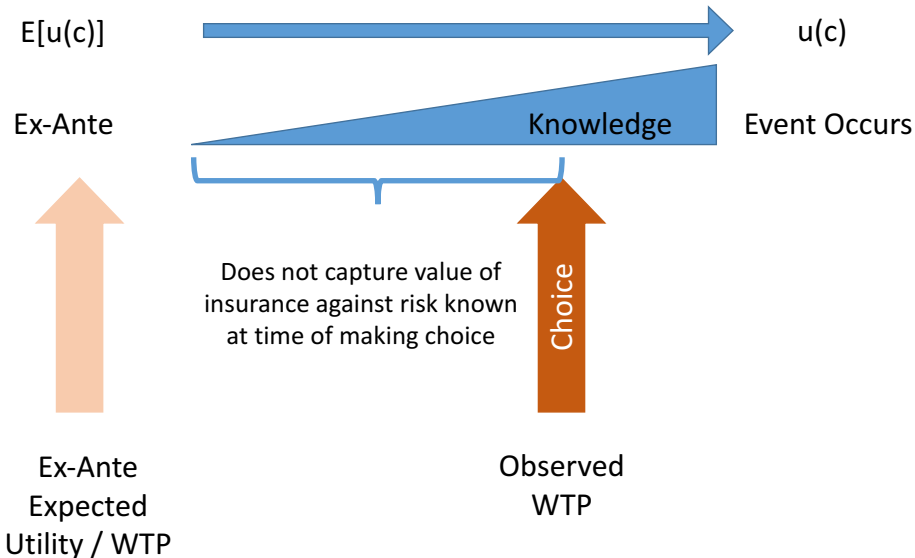 E[u(c)]
u(c)
Ex-Ante
Knowledge
Event Occurs
Does not capture value of
insurance against risk known
at time of making choice
Choice
Ex-Ante
Expected
Utility / WTP
Observed
WTP